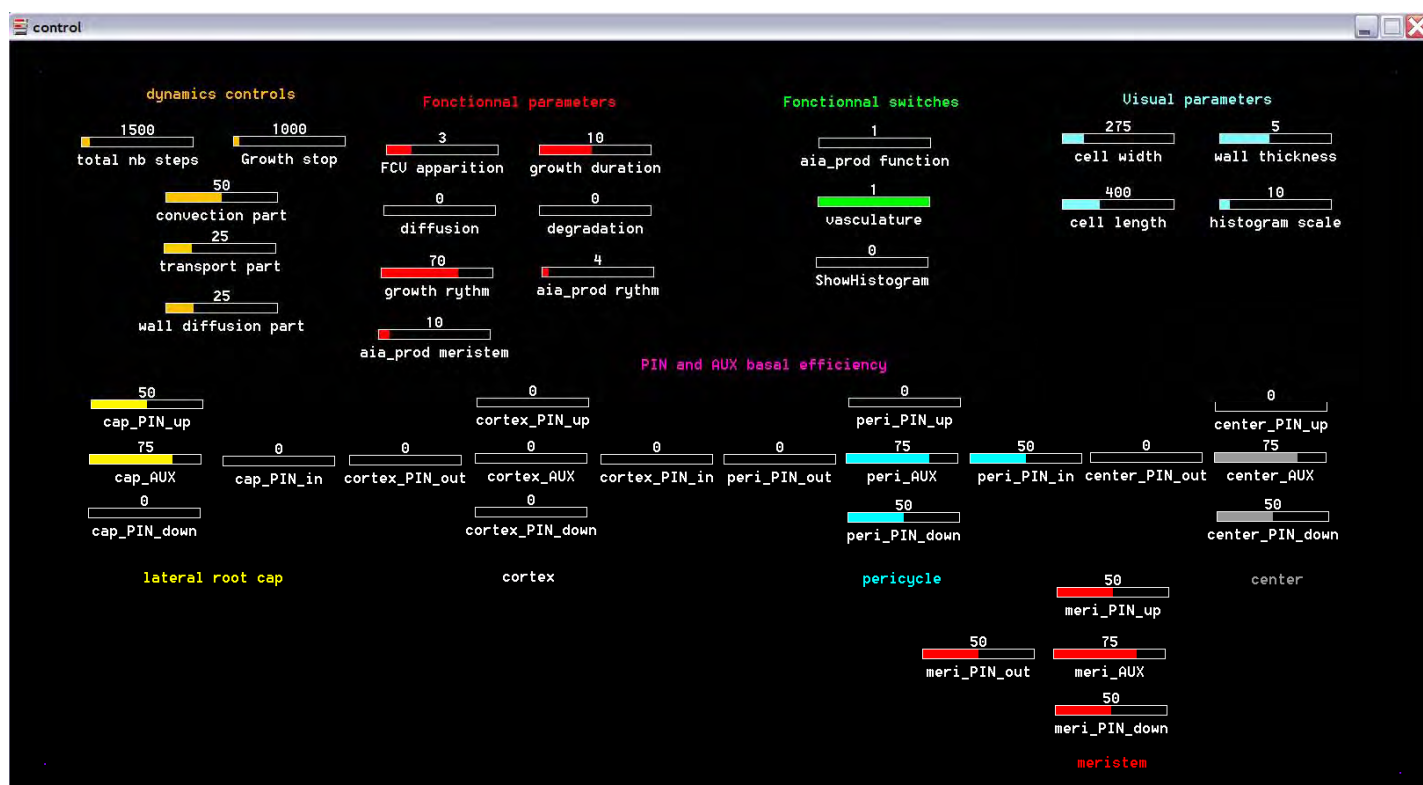 control
dynamics controls
1500
total nb steps
1000
Growth stop
50
convection part
25
transport part
25
wall diffusion part
Fonctionnal parameters
3
FCV apparition
10
growth duration
0
diffusion
0
degradation
70
growth rythm
4
aia_prod rythm
10
aia_prod meristem
Fonctionnal switches
1
aia_prod function
1
vasculature
0
ShowHistogram
Visual parameters
275
cell width
5
wall thickness
400
cell length
10
histogram scale
PIN and AUX basal efficiency
50
cap_PIN_up
0
cortex_PIN_up
0
peri_PIN_up
0
center_PIN_up
75
cap_AUX
0
cap_PIN_in
0
cortex_PIN_out
0
cortex_AUX
0
cortex_PIN_in
0
peri_PIN_out
75
peri_AUX
50
peri_PIN_in
0
center_PIN_out
75
center_AUX
0
cap_PIN_down
0
cortex_PIN_down
50
peri_PIN_down
50
center_PIN_down
lateral root cap
cortex
pericycle
center
50
meri_PIN_up
50
meri_PIN_out
75
meri_AUX
50
meri_PIN_down
meristem